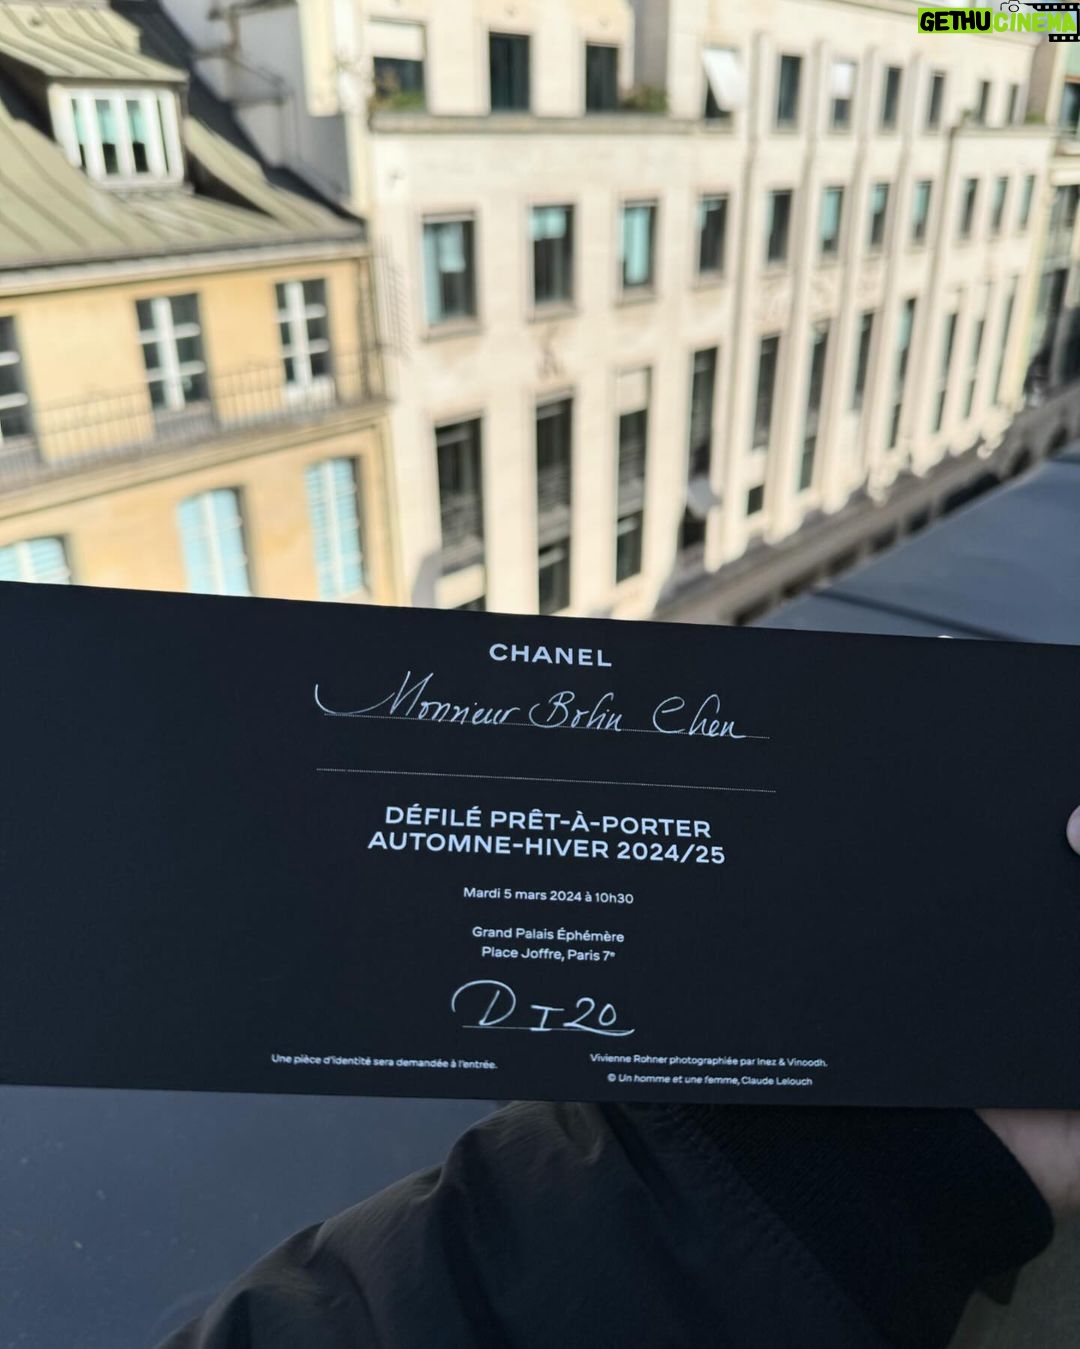 GETHUCINEMA
CHANEL
Monsieur Bolin Chen
DÉFILÉ PRÊT-À-PORTER
AUTOMNE-HIVER 2024/25
Mardi 5 mars 2024 à 10h30
Grand Palais Éphémère
Place Joffre, Paris 7e
D I 20
Une pièce d'identité sera demandée à l'entrée.
Vivienne Rohner photographiée par Inez & Vinoodh.
© Un homme et une femme, Claude Lelouch